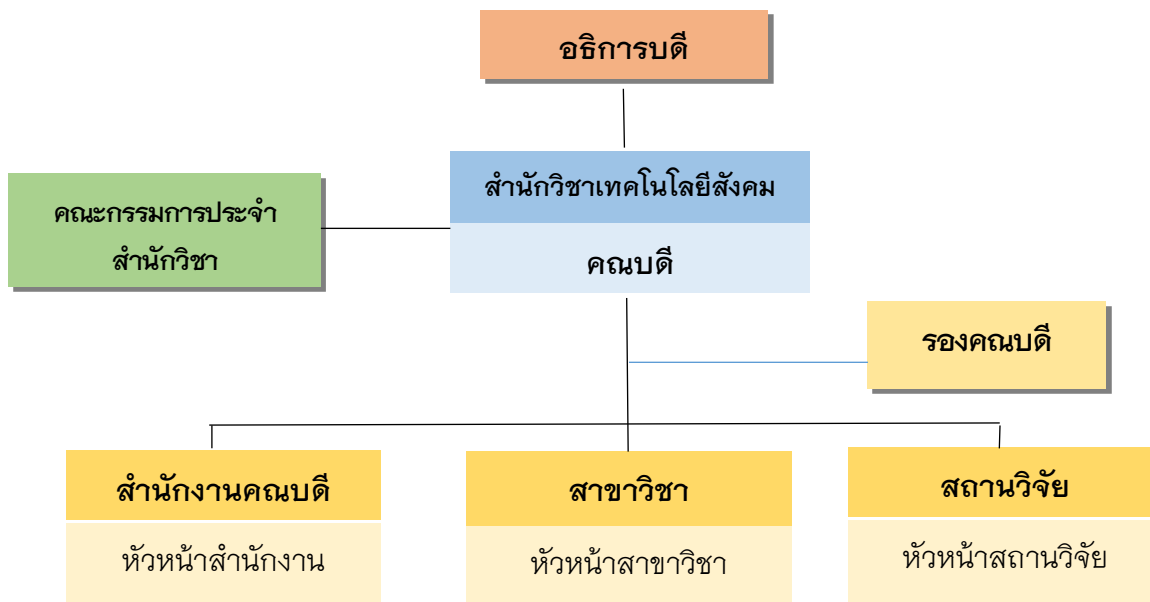 อธิการบดี
สำนักวิชาเทคโนโลยีสังคม
คณะกรรมการประจำ
สำนักวิชา
คณบดี
รองคณบดี
สำนักงานคณบดี
สาขาวิชา
สถานวิจัย
หัวหน้าสำนักงาน
หัวหน้าสาขาวิชา
หัวหน้าสถานวิจัย